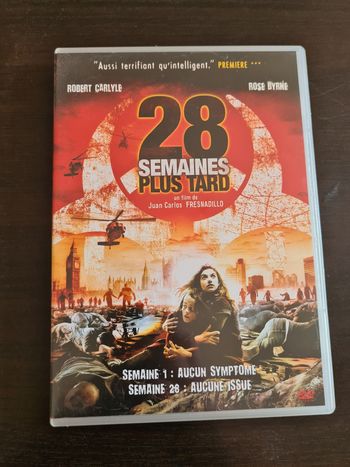 "Aussi terrifiant qu'intelligent." PREMIERE ***
ROBERT CARLYLE ROSE BYRNE
28
SEMAINES
PLUS TARD
un film de
Juan Carlos FRESNADILLO
SEMAINE 1 : AUCUN SYMPTOME
SEMAINE 28 : AUCUNE ISSUE